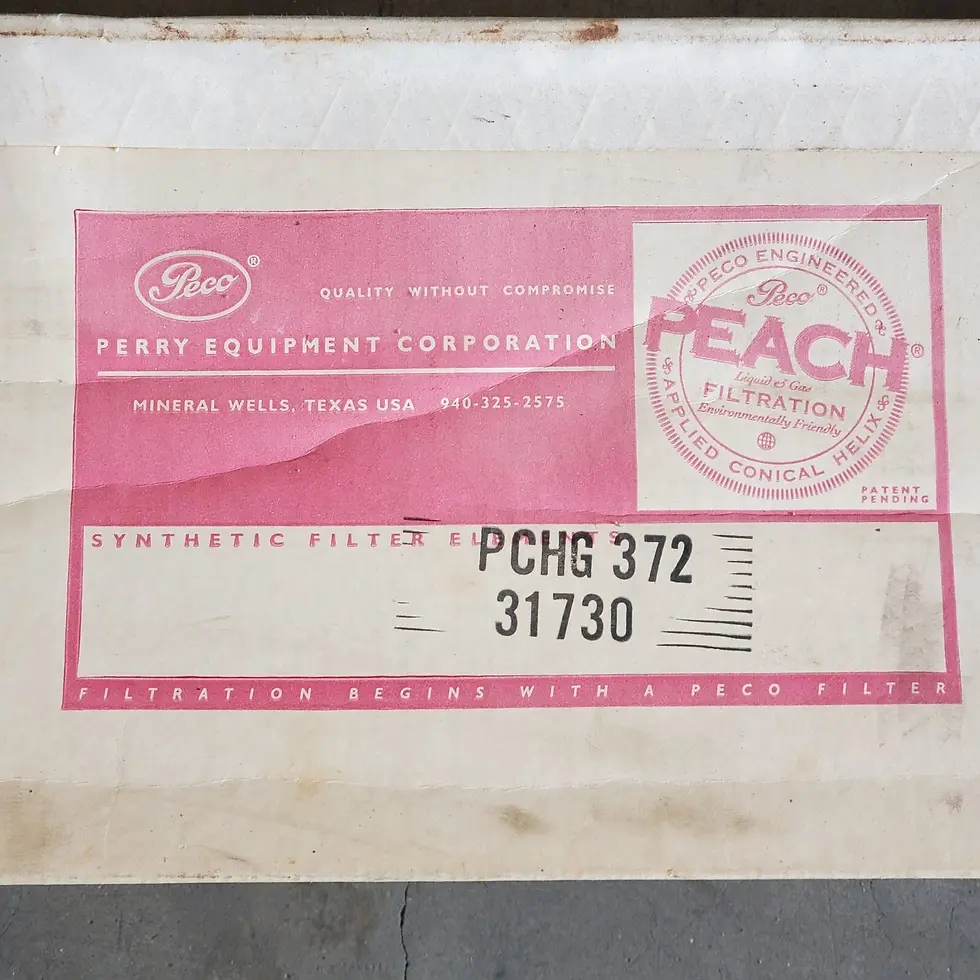 Peco®
QUALITY WITHOUT COMPROMISE
PERRY EQUIPMENT CORPORATION
MINERAL WELLS, TEXAS USA 940-325-2575
PECO ENGINEERED
Peco®
PEACH®
Liquid & Gas
FILTRATION
Environmentally Friendly
APPLIED CONICAL HELIX
PATENT
PENDING
SYNTHETIC FILTER ELEMENTS
PCHG 372
31730
FILTRATION BEGINS WITH A PECO FILTER